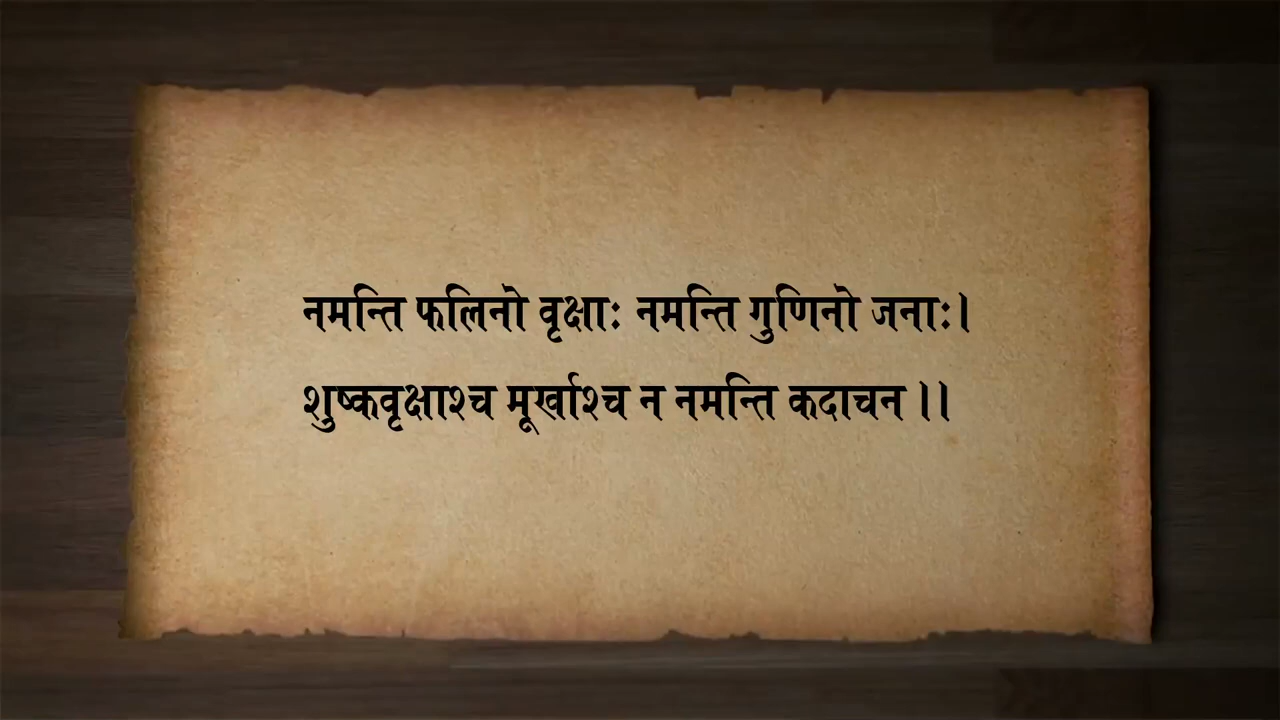 नमन्ति फलिनो वृक्षाः नमन्ति गुणिनो जनाः।
शुष्कवृक्षाश्च मूर्खाश्च न नमन्ति कदाचन ।।